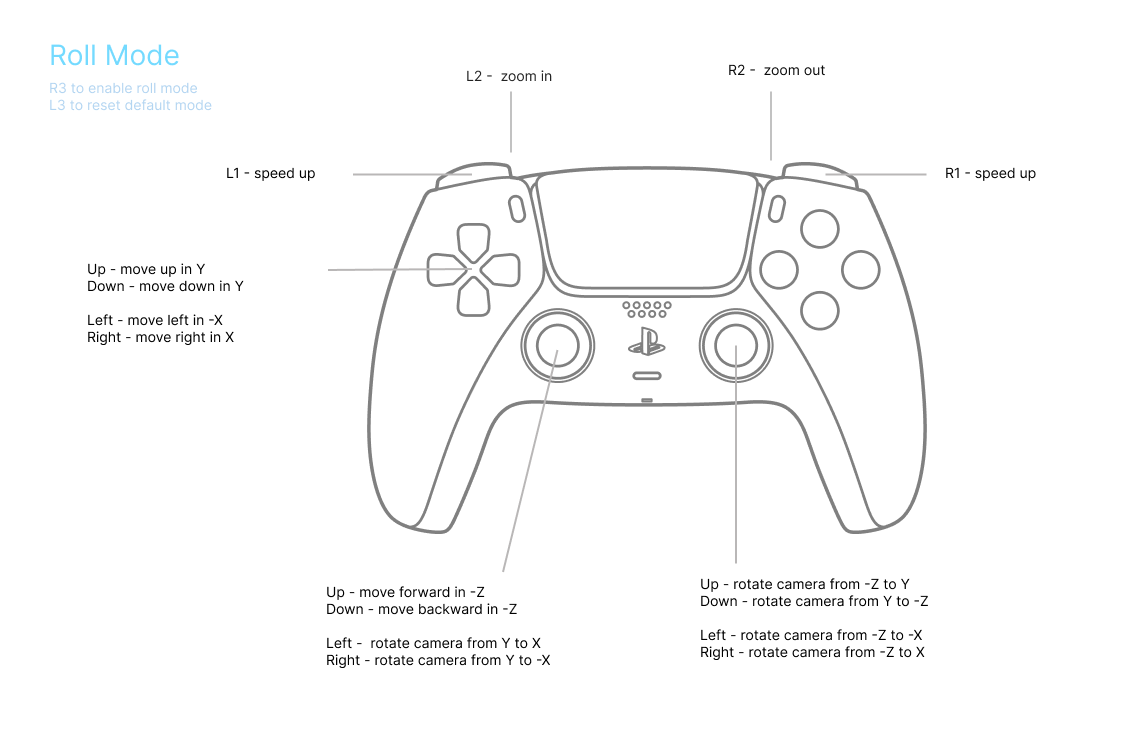 Roll Mode
R3 to enable roll mode
L3 to reset default mode
L2 - zoom in
R2 - zoom out
L1 - speed up
R1 - speed up
Up - move up in Y
Down - move down in Y
Left - move left in -X
Right - move right in X
Up - move forward in -Z
Down - move backward in -Z
Left - rotate camera from Y to X
Right - rotate camera from Y to -X
Up - rotate camera from -Z to Y
Down - rotate camera from Y to -Z
Left - rotate camera from -Z to -X
Right - rotate camera from -Z to X